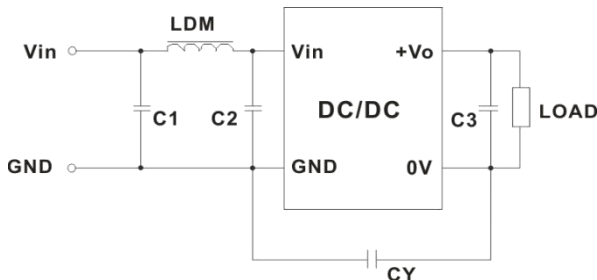 LDM
Vin
Vin
+Vo
C1
C2
DC/DC
C3
LOAD
GND
GND
0V
CY